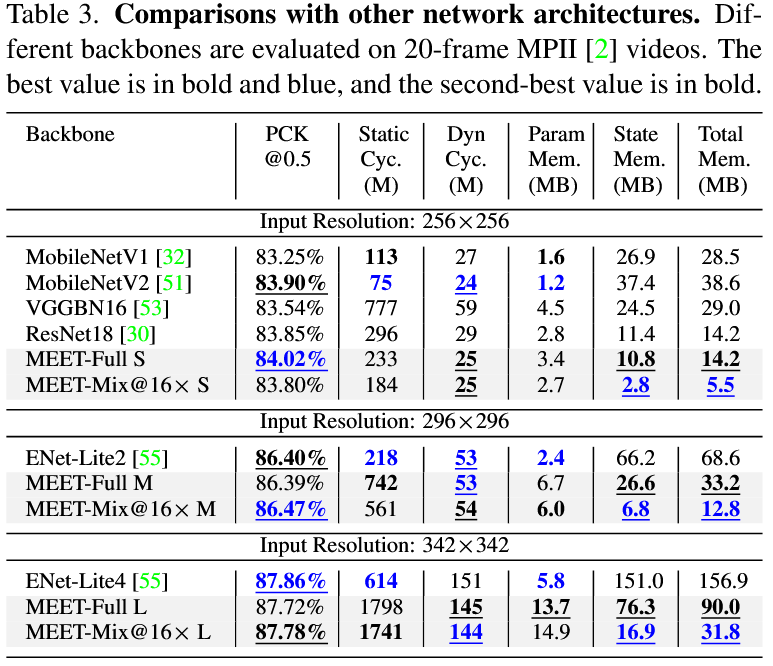 Table 3. Comparisons with other network architectures. Dif-
ferent backbones are evaluated on 20-frame MPII [2] videos. The
best value is in bold and blue, and the second-best value is in bold.
Backbone PCK @0.5 Static Cyc. (M) Dyn Cyc. (M) Param Mem. (MB) State Mem. (MB) Total Mem. (MB)
Input Resolution: 256×256
MobileNetV1 [32] 83.25% 113 27 1.6 26.9 28.5
MobileNetV2 [51] 83.90% 75 24 1.2 37.4 38.6
VGGBN16 [53] 83.54% 777 59 4.5 24.5 29.0
ResNet18 [30] 83.85% 296 29 2.8 11.4 14.2
MEET-Full S 84.02% 233 25 3.4 10.8 14.2
MEET-Mix@16× S 83.80% 184 25 2.7 2.8 5.5
Input Resolution: 296×296
ENet-Lite2 [55] 86.40% 218 53 2.4 66.2 68.6
MEET-Full M 86.39% 742 53 6.7 26.6 33.2
MEET-Mix@16× M 86.47% 561 54 6.0 6.8 12.8
Input Resolution: 342×342
ENet-Lite4 [55] 87.86% 614 151 5.8 151.0 156.9
MEET-Full L 87.72% 1798 145 13.7 76.3 90.0
MEET-Mix@16× L 87.78% 1741 144 14.9 16.9 31.8